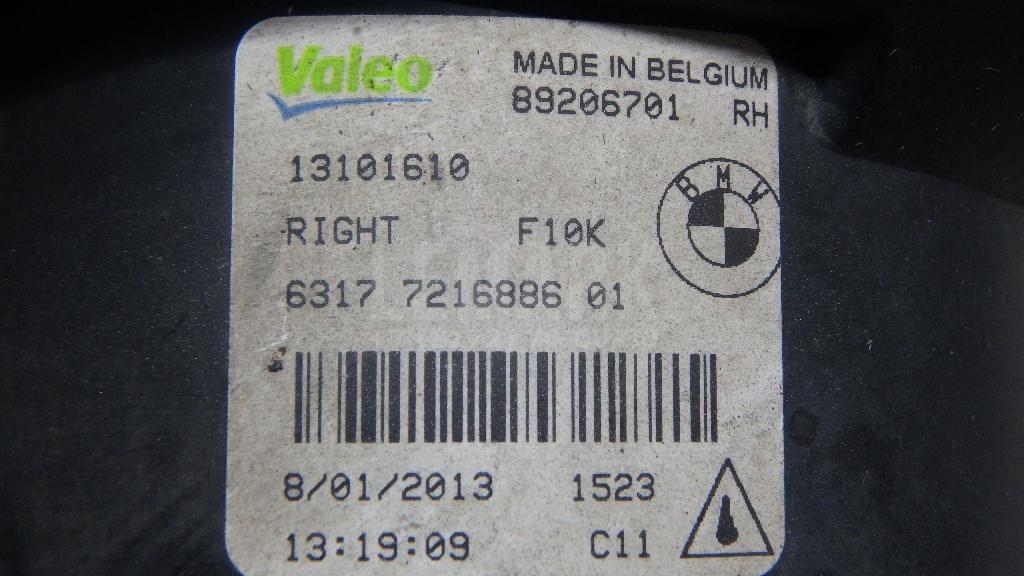 Valeo
MADE IN BELGIUM
89206701 RH
13101610
BMW
RIGHT F10K
6317 7216886 01
8/01/2013 1523
13:19:09 C11